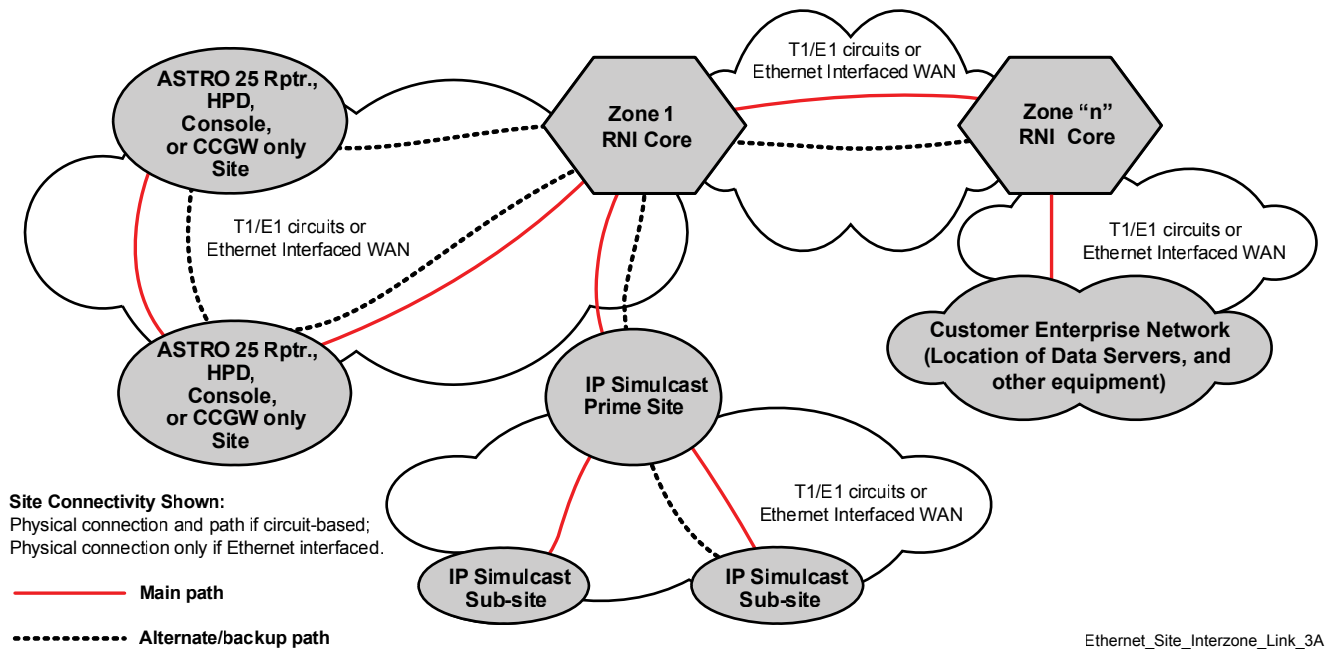 ASTRO 25 Rptr.,
HPD,
Console,
or CCGW only
Site
T1/E1 circuits or
Ethernet Interfaced WAN
Zone 1
RNI Core
Zone “n”
RNI Core
T1/E1 circuits or
Ethernet Interfaced WAN
T1/E1 circuits or
Ethernet Interfaced WAN
ASTRO 25 Rptr.,
HPD,
Console,
or CCGW only
Site
IP Simulcast
Prime Site
Customer Enterprise Network
(Location of Data Servers, and
other equipment)
T1/E1 circuits or
Ethernet Interfaced WAN
IP Simulcast
Sub-site
IP Simulcast
Sub-site
Site Connectivity Shown:
Physical connection and path if circuit-based;
Physical connection only if Ethernet interfaced.
Main path
Alternate/backup path
Ethernet_Site_Interzone_Link_3A